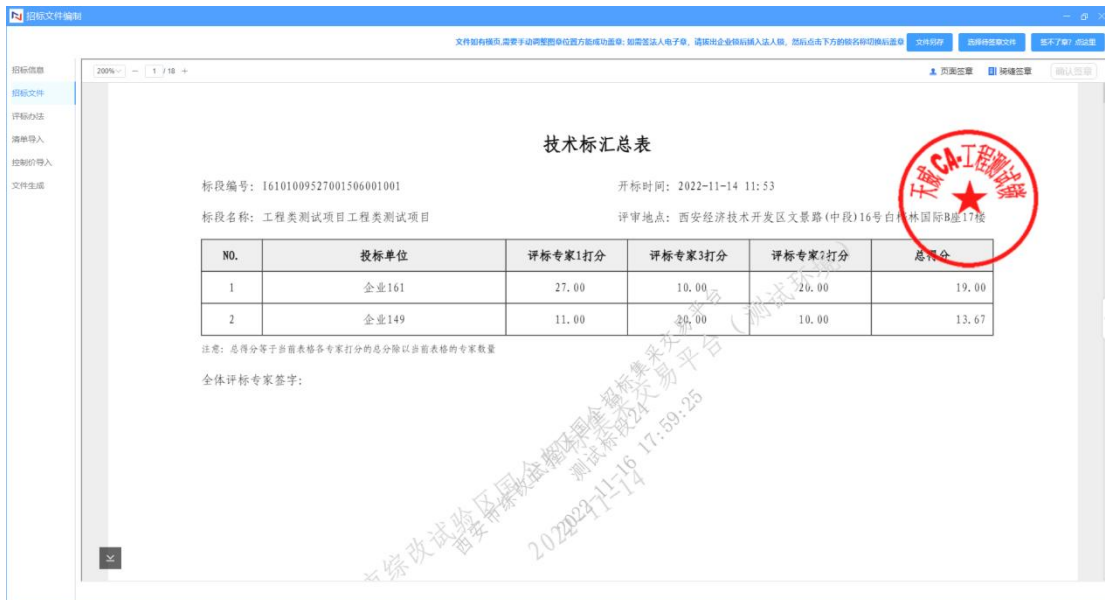 招标文件编制
文件如有横页,需要手动调整图章位置方能成功盖章; 如需签法人电子章, 请拔出企业锁后插入法人锁, 然后点击下方的锁名称切换后盖章 文件另存 选择待签章文件 签不了章? 点这里
招标信息
招标文件
评标办法
清单导入
控制价导入
文件生成
200% - 1 / 18 + 页面签章 骑缝签章 确认签章
技术标汇总表
天威CA-工程测试锁
标段编号: I6101009527001506001001 开标时间: 2022-11-14 11:53
标段名称: 工程类测试项目工程类测试项目 评审地点: 西安经济技术开发区文景路(中段)16号白桦林国际B座17楼
NO. 投标单位 评标专家1打分 评标专家3打分 评标专家2打分 总得分
1 企业161 27.00 10.00 20.00 19.00
2 企业149 11.00 20.00 10.00 13.67
注意: 总得分等于当前表格各专家打分的总分除以当前表格的专家数量
全体评标专家签字:
测试标段24
2022-11-16 17:59:25
2022-11-14